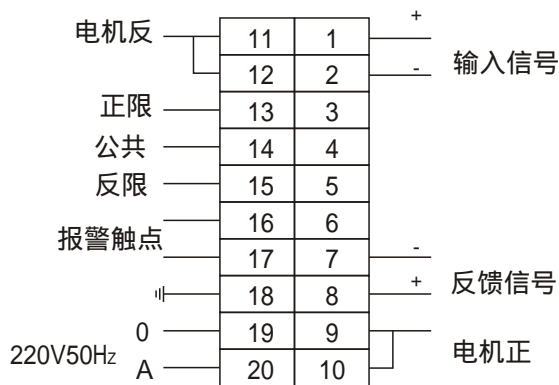 电机反 11 1 +
12 2 - 输入信号
正限 13 3
公共 14 4
反限 15 5
16 6
报警触点 17 7 -
18 8 + 反馈信号
0 19 9
220V50Hz A 20 10 电机正